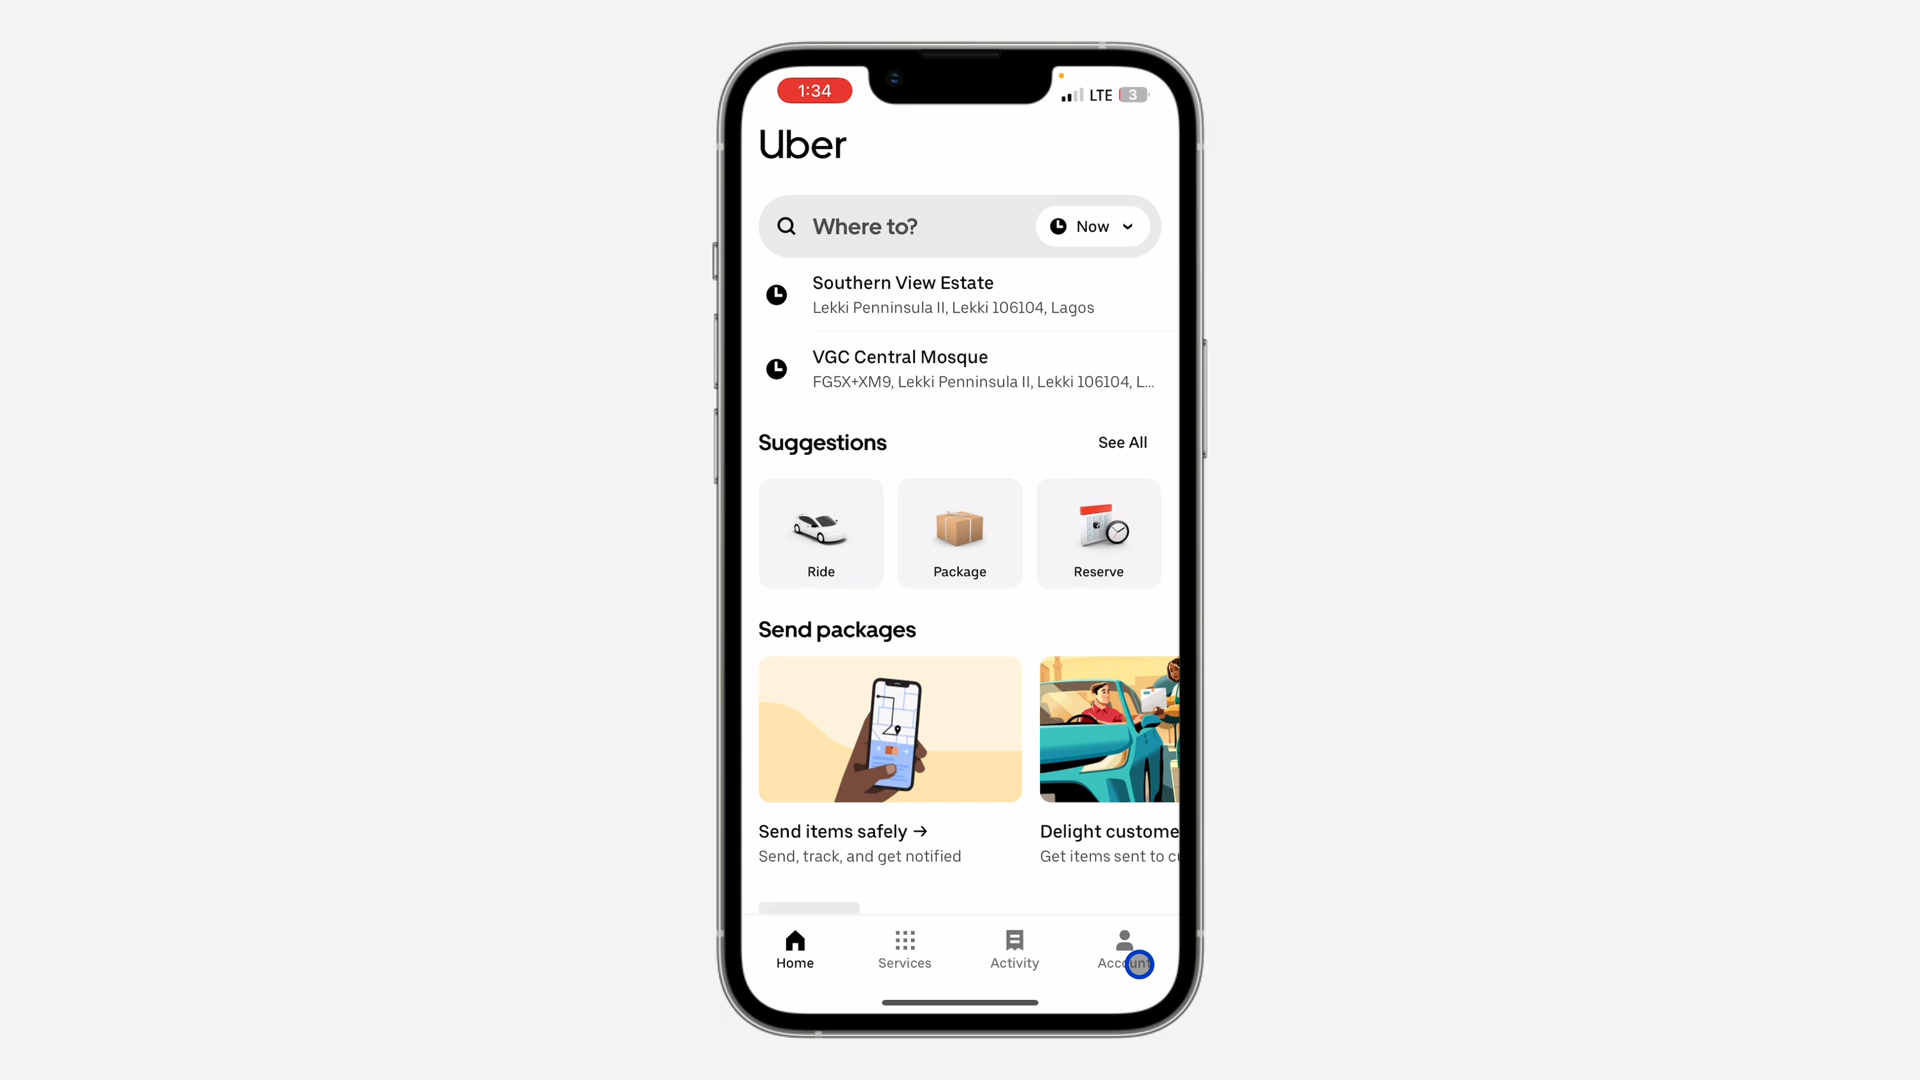 1:34
LTE 3
Uber
Where to?
Now
Southern View Estate
Lekki Penninsula II, Lekki 106104, Lagos
VGC Central Mosque
FG5X+XM9, Lekki Penninsula II, Lekki 106104, L...
Suggestions
See All
Ride
Package
Reserve
Send packages
Send items safely →
Send, track, and get notified
Delight custome
Get items sent to c
Home
Services
Activity
Account